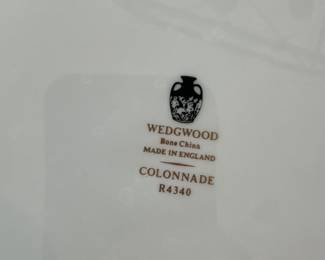 WEDGWOOD
Bone China
MADE IN ENGLAND
COLONNADE
R4340